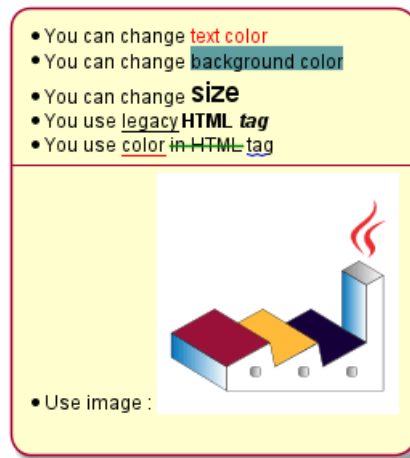 • You can change text color
• You can change background color
• You can change size
• You use legacy HTML tag
• You use color in HTML tag
• Use image :